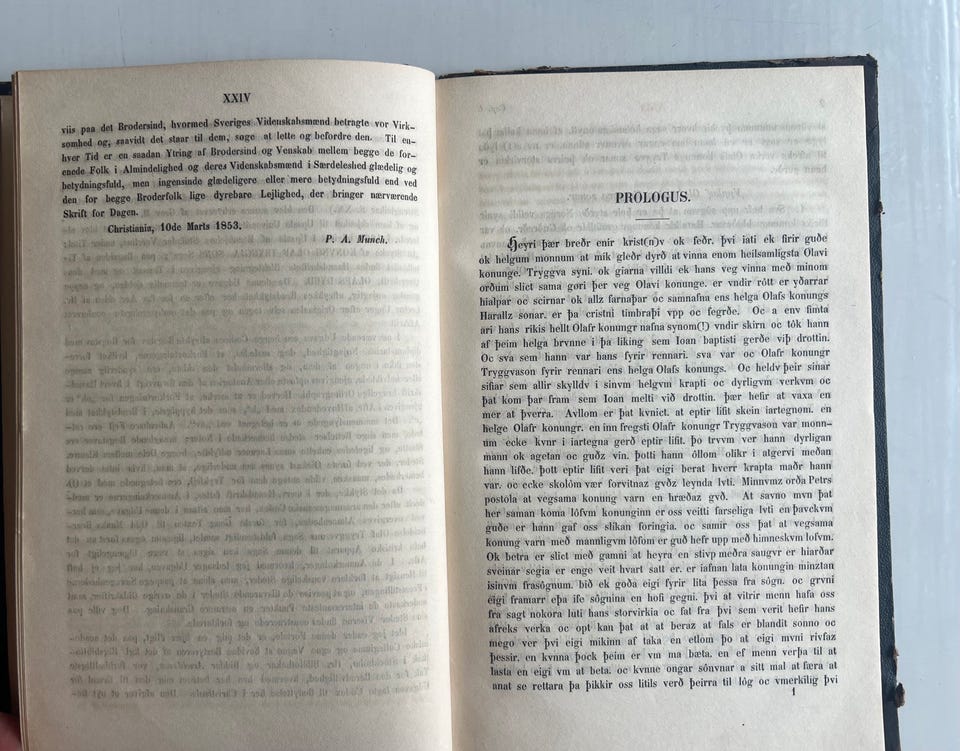 XXIV
viis paa det Brodersind, hvormed Sveriges Videnskabsmænd betragte vor Virk-
somhed og, saavidt det staar til dem, søge at lette og befordre den. Til en-
hver Tid er en saadan Ytring af Brodersind og Venskab mellem begge de for-
enede Folk i Almindelighed og deres Videnskabsmænd i Særdeleshed glædelig og
betydningsfuld, men ingensinde glædeligere eller mere betydningsfuld end ved
den for begge Broderfolk lige dyrebare Lejlighed, der bringer nærværende
Skrift for Dagen.
Christiania, 10de Marts 1853.
P. A. Munch.
PROLOGUS.
Heyri þær breðr enir krist(n)v ok feðr. þvi iati ek firir guðe
ok helgum monnum at mik gleðr dyrð at vinna enom heilsamligsta Olavi
konunge. Tryggva syni. ok giarna villdi ek hans veg vinna með minom
orðum slict sama gori þer veg Olavi konunge. er vndir rótt er yðarrar
hialpar oc scirnar ok allz farnaþar oc samnafna ens helga Olafs konungs
Harallz sonar. er þa cristni timbraþi vpp oc fegrðe. Oc a env fimta
ari hans rikis hellt Olafr konungr nafna synom(!) vndir skirn oc tók hann
af þeim helga brvnne i þa liking sem Ioan baptisti gerðe viþ drottin.
Oc sva sem hann var hans fyrir rennari. sva var oc Olafr konungr
Tryggvason fyrir rennari ens helga Olafs konungs. Oc heldv þeir sinar
sifiar sem allir skylldv i sinvm helgvm krapti oc dyrligvm verkvm oc
þat kom þar fram sem Ioan melti við drottin. þær hefir at vaxa en
mer at þverra. Avllom er þat kvnict. at eptir lifit skein iartegnom. en
helge Olafr konungr. en inn fregsti Olafr konungr Tryggvason var monn-
um ecke kvnr i iartegna gerð eptir lifit. þo trvvm ver hann dyrligan
mann ok agetan oc guðz vin. þotti hann ôllom olikr i atgervi meðan
hann lifðe. þott eptir lifit veri þat eigi berat hverr krapta maðr hann
var. oc ecke skolóm vær forvitnaz gvðz leynda lvti. Minnvmz orða Petrs
postola at vegsama konung varn en hræðaz gvð. At savno mvn þat
her saman koma lôfvm konunginn er oss veitti farseliga lvti en þavckvm
guðe er hann gaf oss slikan foringia. oc samir oss þat at vegsama
konung varn með mannligvm lôfom er guð hefr upp með himneskvm lofvm.
Ok betra er slict með gamni at heyra en stivp meðra saugvr er hiarðar
sveinar segia er enge veit hvart satt er. er iafnan lata konungin minztan
isinvm frasôgnum. bið ek goða eigi fyrir lita þessa fra sôgn. oc grvni
eigi framarr eþa ife sôgnina en hofi gegni. þvi at vitrir menn hafa oss
fra sagt nokorn luti hans storvirkia oc fat fra þvi sem verit hefir hans
afreks verka oc opt kan þat at at beraz at fals er blandit sonno oc
mego ver þvi eigi mikinn af taka en etlom þo at eigi mvni rivfaz
þessir. en kvnna þock þeim er vm ma bæta. en ef menn verþa til at
lasta en eigi vm at beta. oc kvnne ongar sônvnar a sitt mal at færa at
anat se rettara þa þikkir oss litils verð þeirra til lôg oc vmerkilig þvi
1